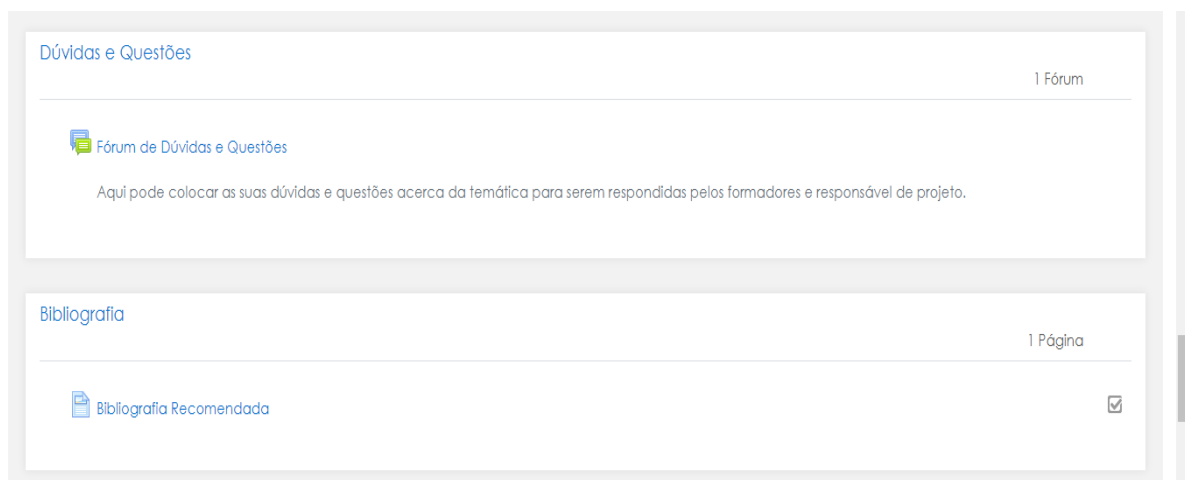 Dúvidas e Questões
1 Fórum
Fórum de Dúvidas e Questões
Aqui pode colocar as suas dúvidas e questões acerca da temática para serem respondidas pelos formadores e responsável de projeto.
Bibliografia
1 Página
Bibliografia Recomendada